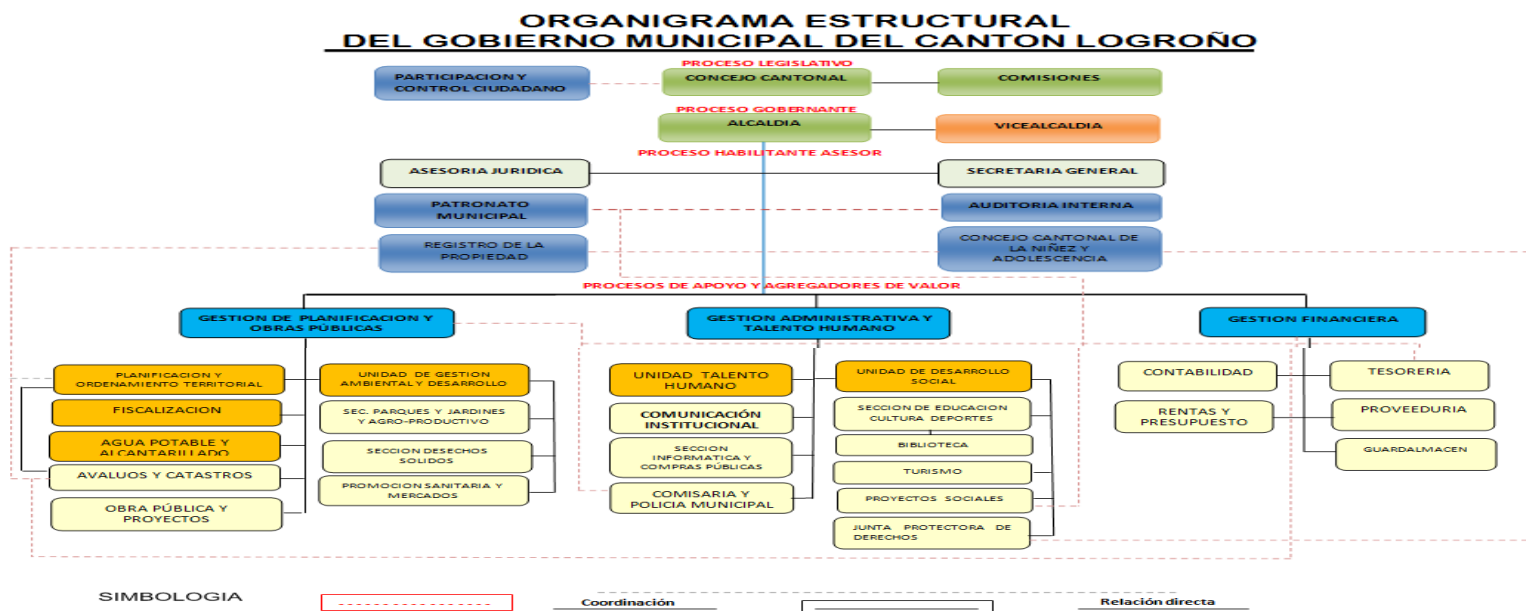 ORGANIGRAMA ESTRUCTURAL
DEL GOBIERNO MUNICIPAL DEL CANTON LOGROÑO
PROCESO LEGISLATIVO
PARTICIPACION Y
CONTROL CIUDADANO
CONCEJO CANTONAL
COMISIONES
PROCESO GOBERNANTE
ALCALDIA
VICEALCALDIA
PROCESO HABILITANTE ASESOR
ASESORIA JURIDICA
SECRETARIA GENERAL
PATRONATO
MUNICIPAL
AUDITORIA INTERNA
REGISTRO DE LA
PROPIEDAD
CONCEJO CANTONAL DE
LA NIÑEZ Y
ADOLESCENCIA
PROCESOS DE APOYO Y AGREGADORES DE VALOR
GESTION DE PLANIFICACION Y
OBRAS PÚBLICAS
GESTION ADMINISTRATIVA Y
TALENTO HUMANO
GESTION FINANCIERA
PLANIFICACION Y
ORDENAMIENTO TERRITORIAL
FISCALIZACION
AGUA POTABLE Y
ALCANTARILLADO
AVALUOS Y CATASTROS
OBRA PÚBLICA Y
PROYECTOS
UNIDAD DE GESTION
AMBIENTAL Y DESARROLLO
SEC. PARQUES Y JARDINES
Y AGRO-PRODUCTIVO
SECCION DESECHOS
SOLIDOS
PROMOCION SANITARIA Y
MERCADOS
UNIDAD TALENTO
HUMANO
COMUNICACIÓN
INSTITUCIONAL
SECCION
INFORMATICA Y
COMPRAS PÚBLICAS
COMISARIA Y
POLICIA MUNICIPAL
UNIDAD DE DESARROLLO
SOCIAL
SECCION DE EDUCACION
CULTURA DEPORTES
BIBLIOTECA
TURISMO
PROYECTOS SOCIALES
JUNTA PROTECTORA DE
DERECHOS
CONTABILIDAD
RENTAS Y
PRESUPUESTO
TESORERIA
PROVEEDURIA
GUARDALMACEN
SIMBOLOGIA
Coordinación
Relación directa